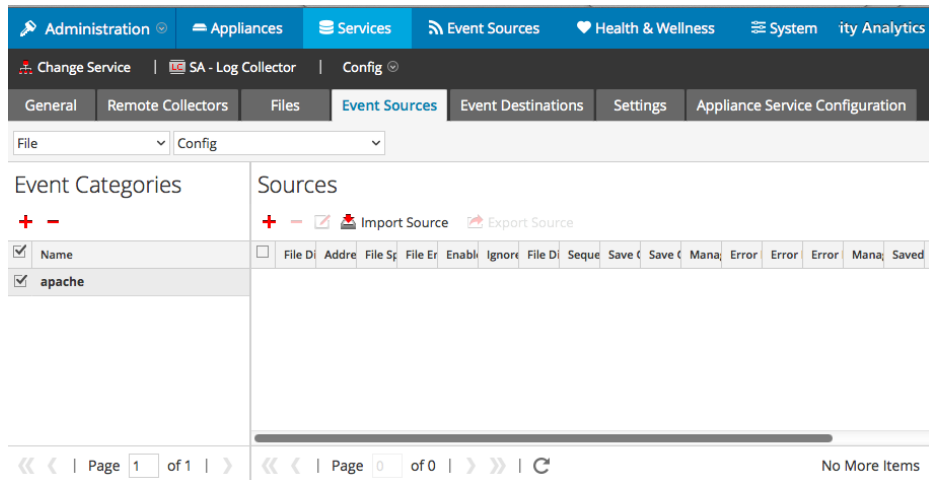 Administration Appliances Services Event Sources Health & Wellness System ity Analytics
Change Service | LC SA - Log Collector | Config
General Remote Collectors Files Event Sources Event Destinations Settings Appliance Service Configuration
File Config
Event Categories
Sources
Import Source Export Source
Name
File Di Addre File Sp File En Enabl Ignore File Di Seque Save C Save C Mana Error Error Error Mana Saved
apache
Page 1 of 1 | Page 0 of 0 | No More Items